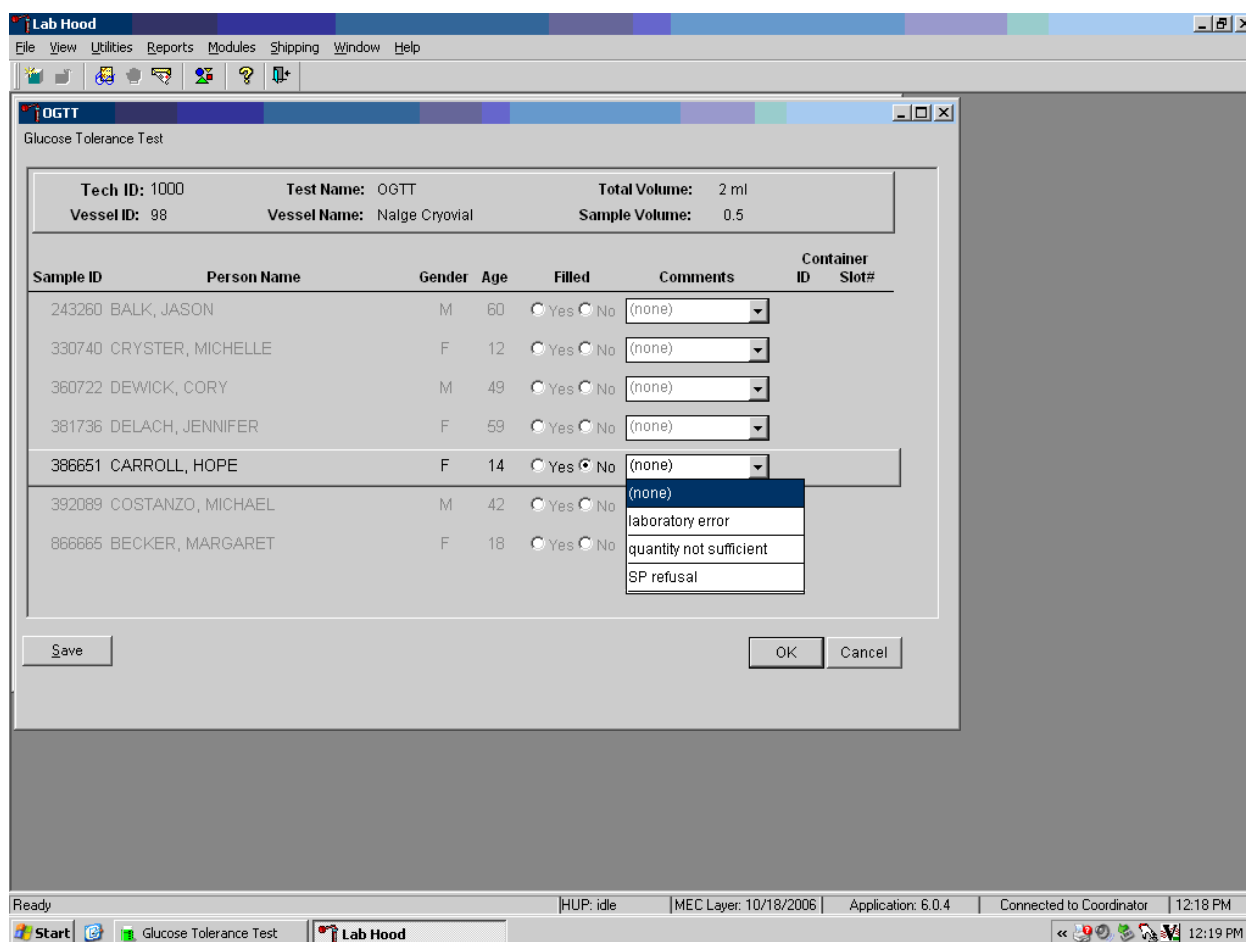 Lab Hood
File View Utilities Reports Modules Shipping Window Help
OGTT
Glucose Tolerance Test
Tech ID: 1000 Test Name: OGTT Total Volume: 2 ml
Vessel ID: 98 Vessel Name: Nalge Cryovial Sample Volume: 0.5
Container
Sample ID Person Name Gender Age Filled Comments ID Slot#
243260 BALK, JASON M 60 Yes No (none)
330740 CRYSTER, MICHELLE F 12 Yes No (none)
360722 DEWICK, CORY M 49 Yes No (none)
381736 DELACH, JENNIFER F 59 Yes No (none)
386651 CARROLL, HOPE F 14 Yes No (none)
(none)
392089 COSTANZO, MICHAEL M 42 Yes No
laboratory error
866665 BECKER, MARGARET F 18 Yes No
quantity not sufficient
SP refusal
Save OK Cancel
Ready HUP: idle MEC Layer: 10/18/2006 Application: 6.0.4 Connected to Coordinator 12:18 PM
Start Glucose Tolerance Test Lab Hood 12:19 PM